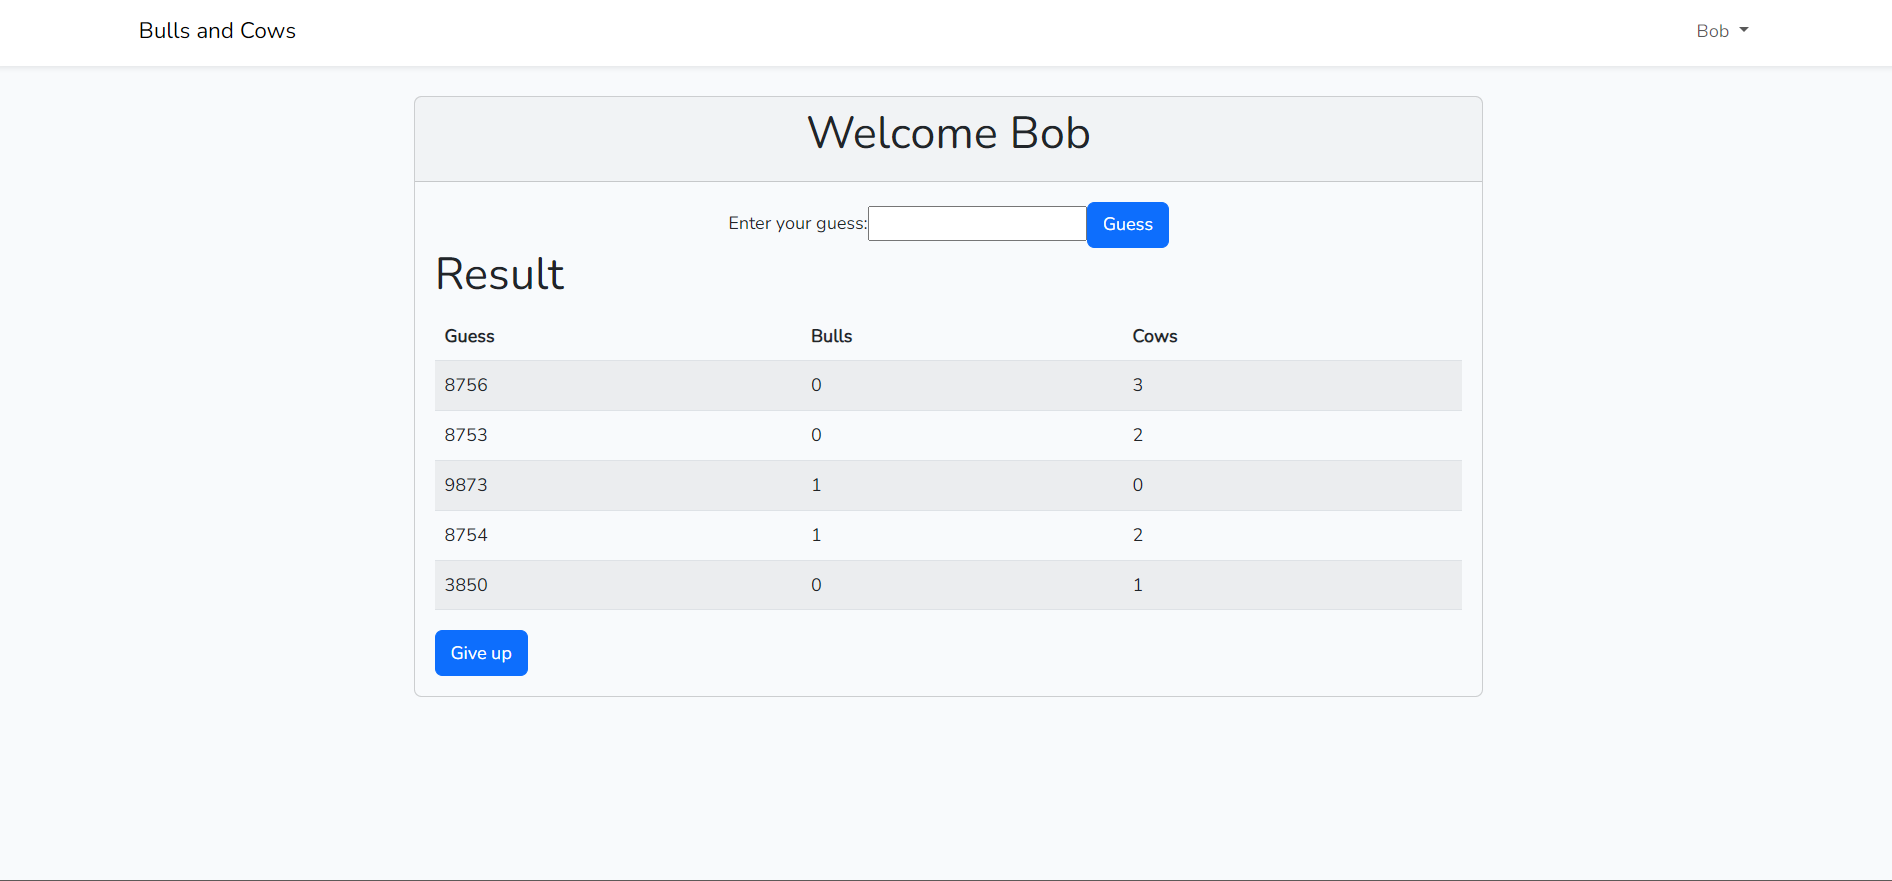 Bulls and Cows Bob
Welcome Bob
Enter your guess: Guess
Result
Guess Bulls Cows
8756 0 3
8753 0 2
9873 1 0
8754 1 2
3850 0 1
Give up